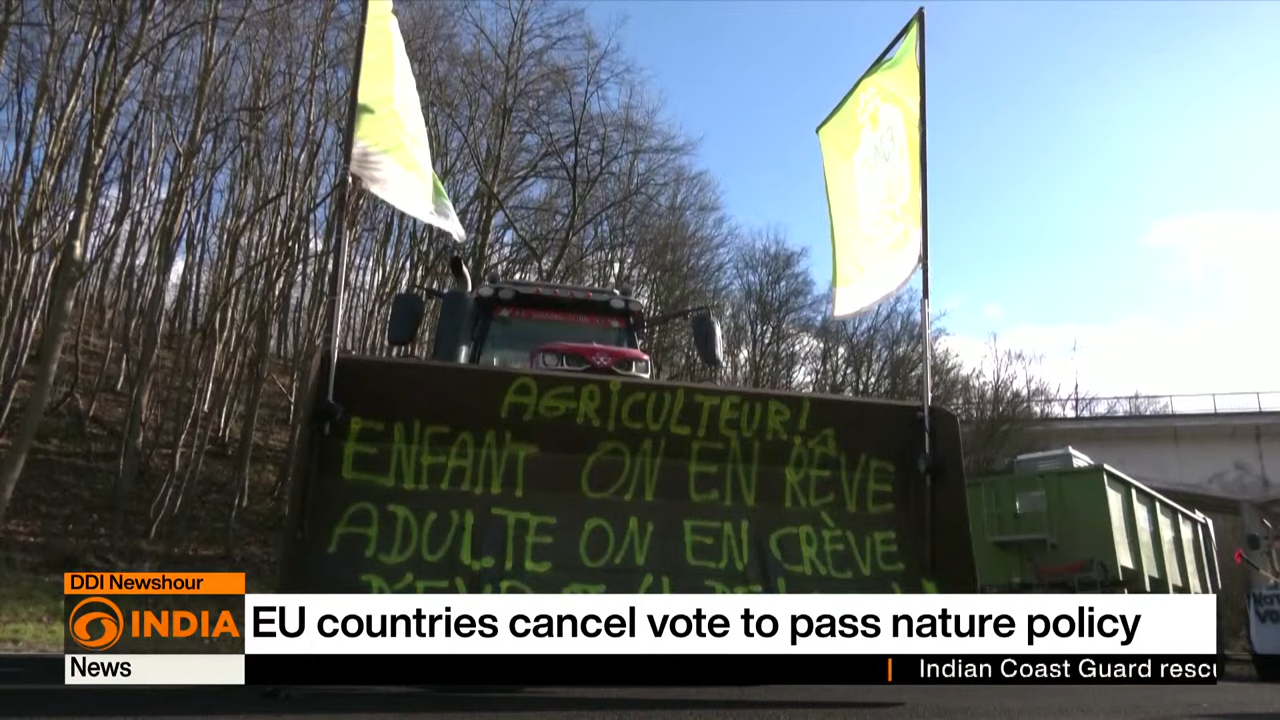 AGRICULTEUR!
ENFANT ON EN RÊVE
ADULTE ON EN CRÈVE
DDI Newshour
INDIA
EU countries cancel vote to pass nature policy
News
Indian Coast Guard rescu